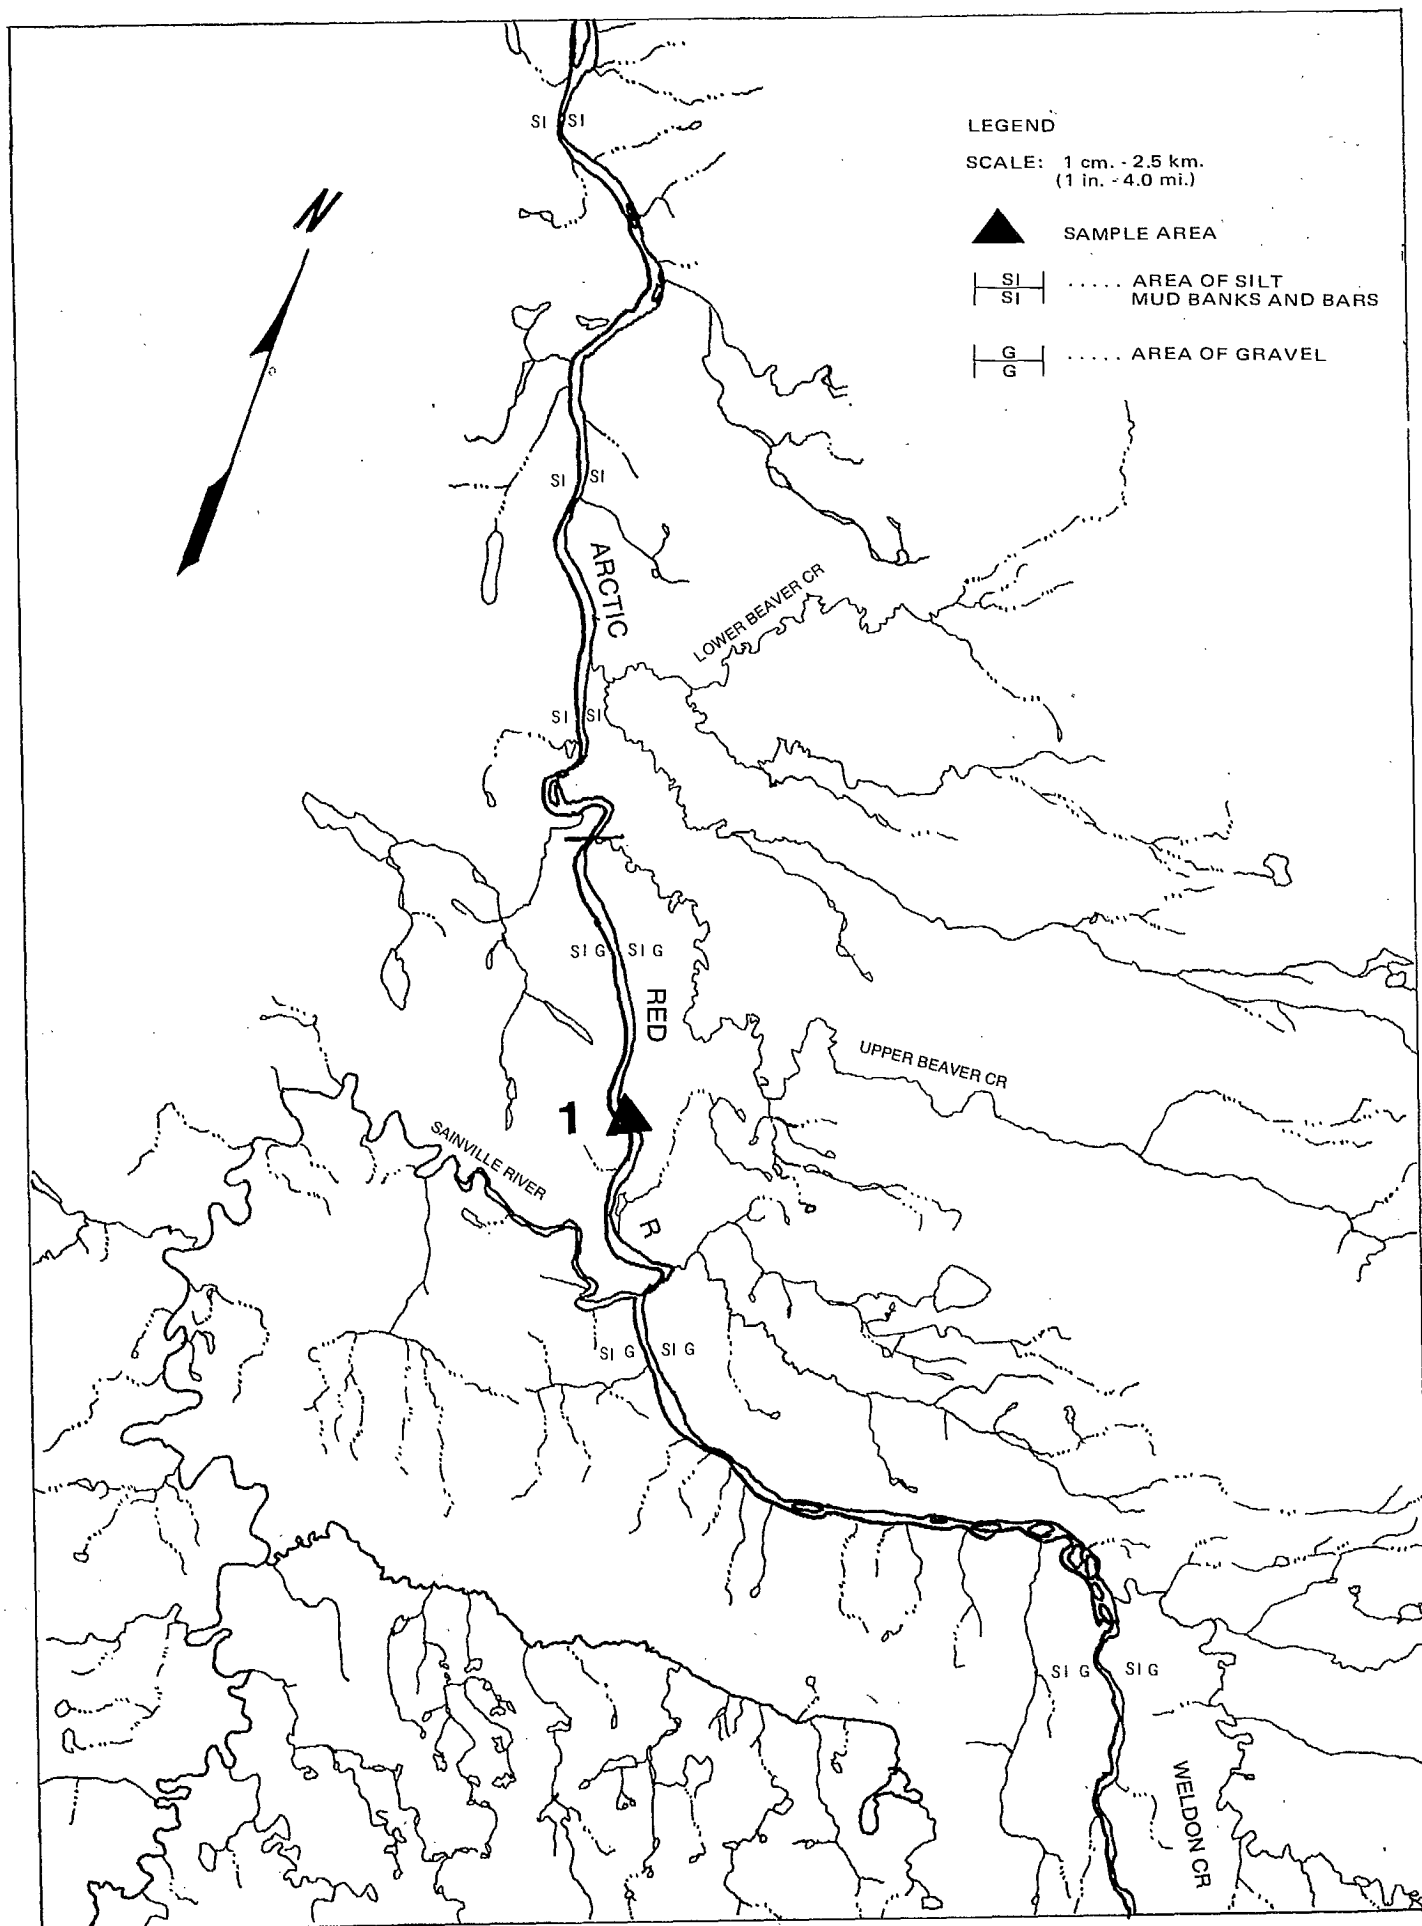 SI SI
LEGEND
SCALE: 1 cm. - 2.5 km.
(1 in. - 4.0 mi.)
N
SAMPLE AREA
SI ..... AREA OF SILT
SI MUD BANKS AND BARS
G ..... AREA OF GRAVEL
G
SI SI
ARCTIC
LOWER BEAVER CR
SI SI
SI G SI G
RED
UPPER BEAVER CR
1
SAINVILLE RIVER
R
SI G SI G
SI G SI G
WELDON CR